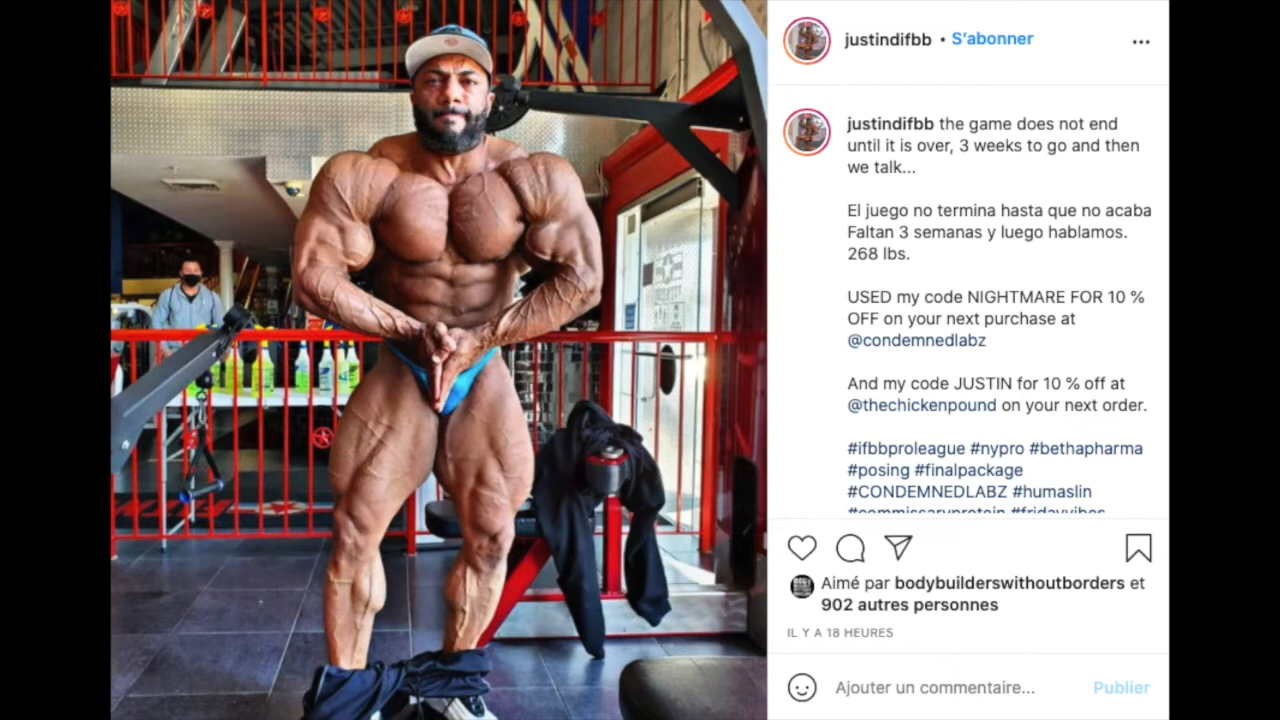 justindifbb • S'abonner
justindifbb the game does not end
until it is over, 3 weeks to go and then
we talk...
El juego no termina hasta que no acaba
Faltan 3 semanas y luego hablamos.
268 lbs.
USED my code NIGHTMARE FOR 10 %
OFF on your next purchase at
@condemnedlabz
And my code JUSTIN for 10 % off at
@thechickenpound on your next order.
#ifbbproleague #nypro #bethapharma
#posing #finalpackage
#CONDEMNEDLABZ #humaslin
#commissaryprotein #fridayvibes
Aimé par bodybuilderswithoutborders et
902 autres personnes
IL Y A 18 HEURES
Ajouter un commentaire... Publier